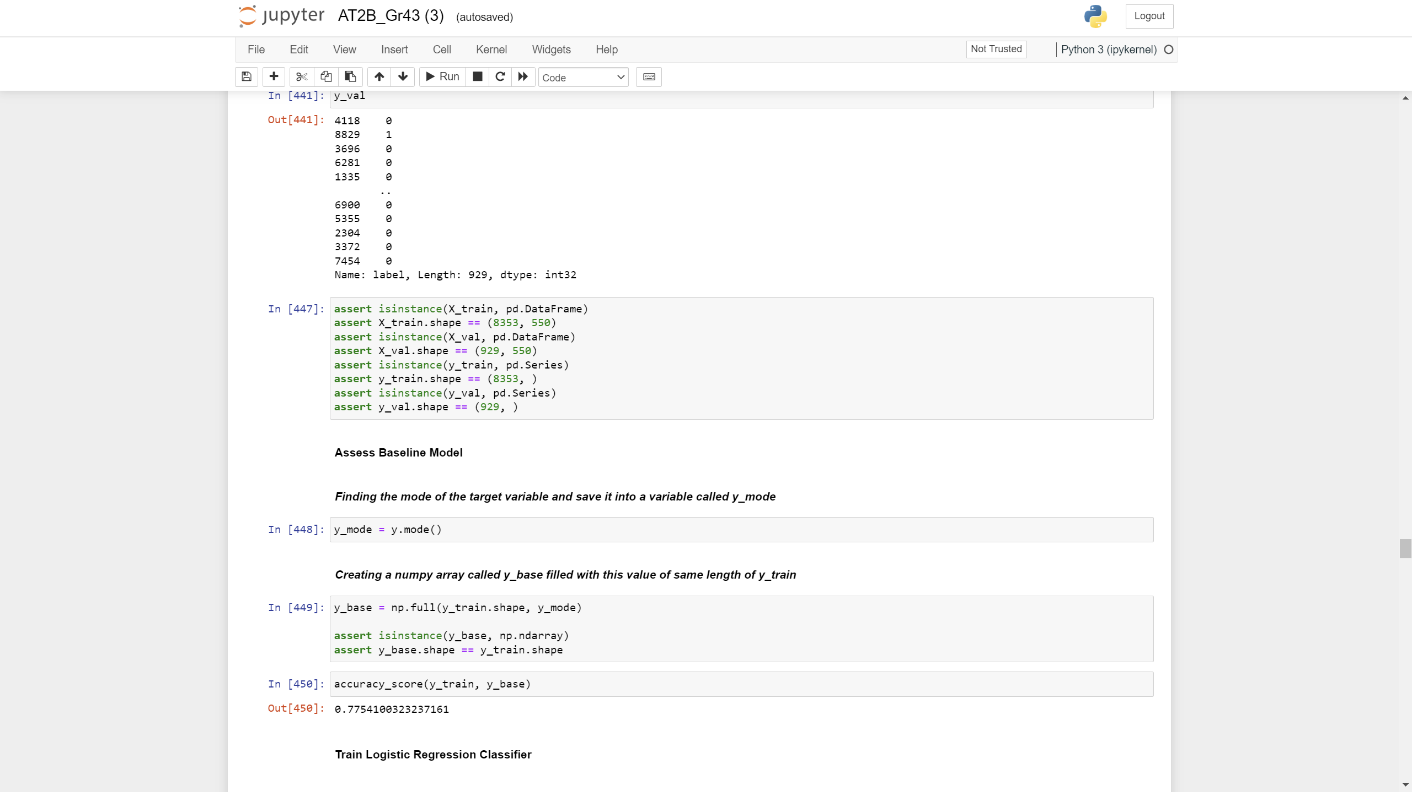 jupyter AT2B_Gr43 (3) (autosaved) Logout
File Edit View Insert Cell Kernel Widgets Help Not Trusted Python 3 (ipykernel)
Run Code
In [441]: y_val
Out[441]: 4118 0
8829 1
3696 0
6281 0
1335 0
..
6900 0
5355 0
2304 0
3372 0
7454 0
Name: label, Length: 929, dtype: int32
In [447]: assert isinstance(X_train, pd.DataFrame)
assert X_train.shape == (8353, 550)
assert isinstance(X_val, pd.DataFrame)
assert X_val.shape == (929, 550)
assert isinstance(y_train, pd.Series)
assert y_train.shape == (8353, )
assert isinstance(y_val, pd.Series)
assert y_val.shape == (929, )
Assess Baseline Model
Finding the mode of the target variable and save it into a variable called y_mode
In [448]: y_mode = y.mode()
Creating a numpy array called y_base filled with this value of same length of y_train
In [449]: y_base = np.full(y_train.shape, y_mode)
assert isinstance(y_base, np.ndarray)
assert y_base.shape == y_train.shape
In [450]: accuracy_score(y_train, y_base)
Out[450]: 0.7754100323237161
Train Logistic Regression Classifier